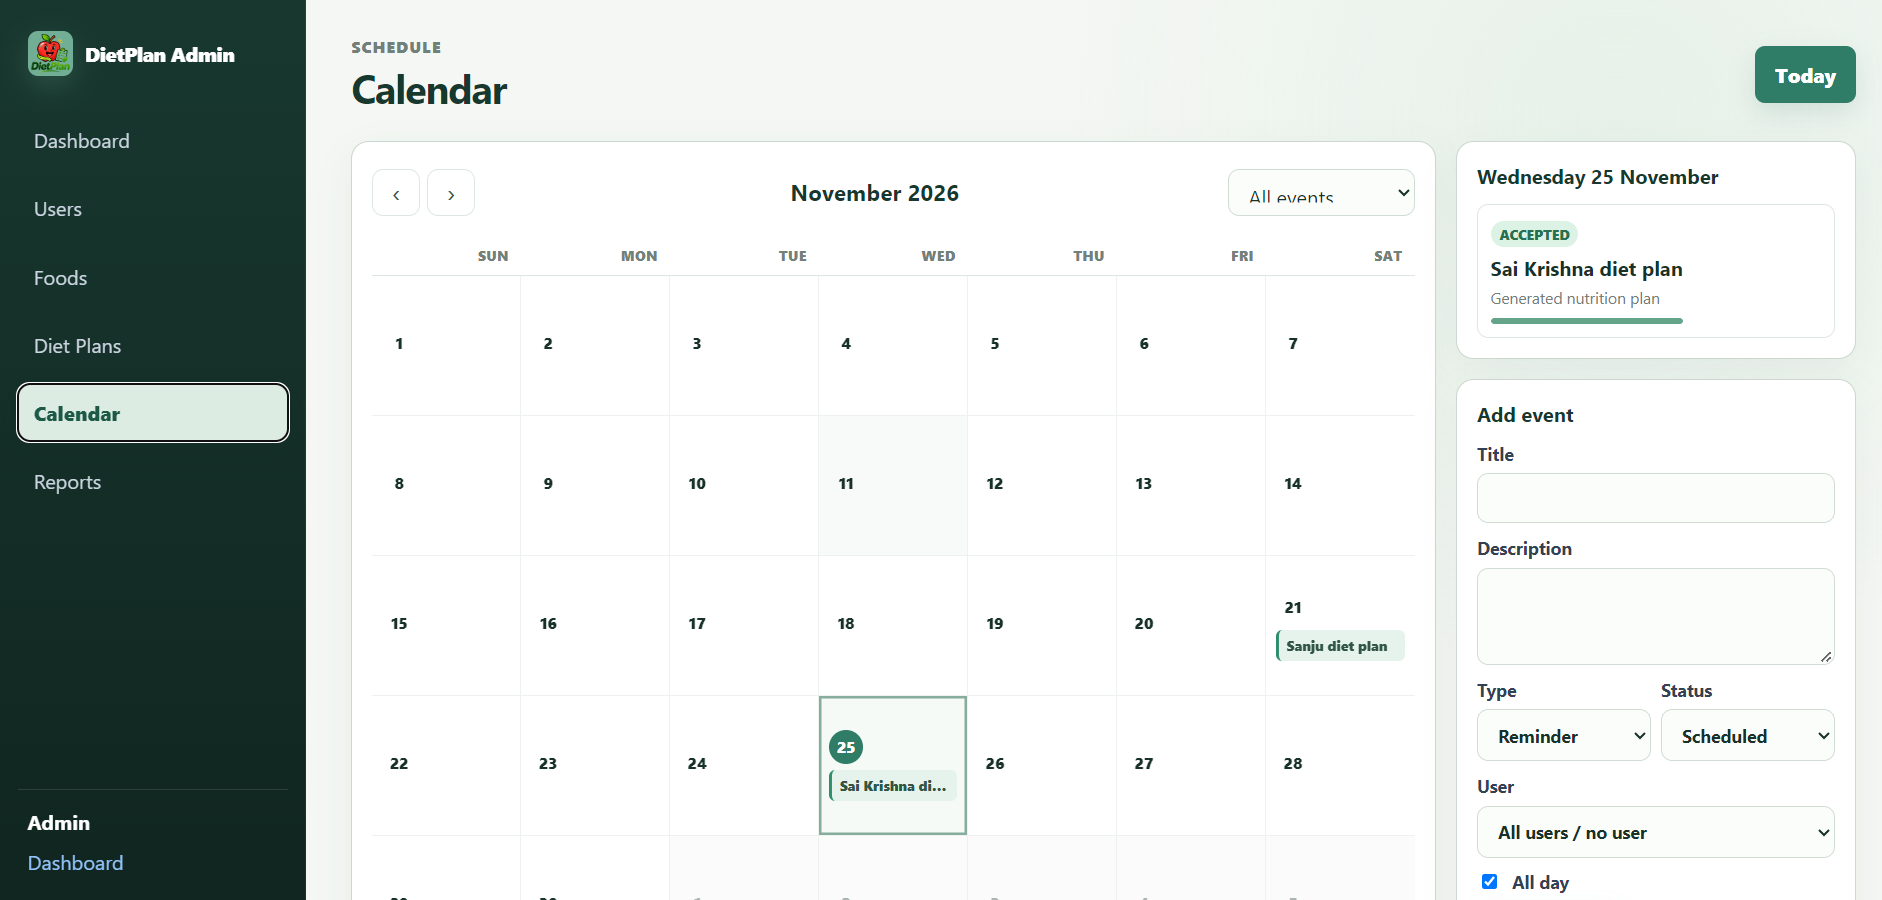 DietPlan
DietPlan Admin
Dashboard
Users
Foods
Diet Plans
Calendar
Reports
Admin
Dashboard
SCHEDULE
Calendar
Today
‹
›
November 2026
All events
SUN MON TUE WED THU FRI SAT
1 2 3 4 5 6 7
8 9 10 11 12 13 14
15 16 17 18 19 20 21
Sanju diet plan
22 23 24 25 26 27 28
Sai Krishna di...
Wednesday 25 November
ACCEPTED
Sai Krishna diet plan
Generated nutrition plan
Add event
Title
Description
Type Status
Reminder Scheduled
User
All users / no user
All day